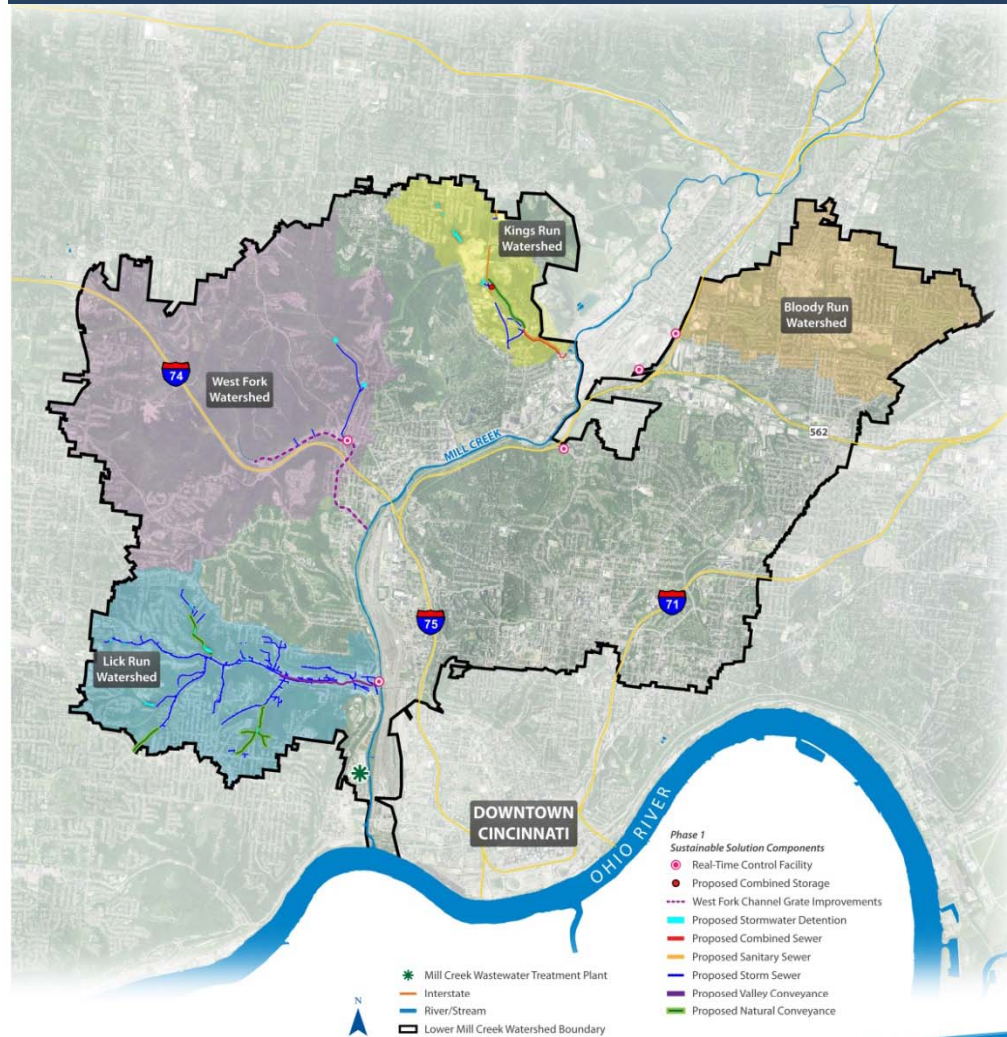 Kings Run
Watershed
Bloody Run
Watershed
74
West Fork
Watershed
562
MILL CREEK
71
75
Lick Run
Watershed
DOWNTOWN
CINCINNATI
OHIO RIVER
Phase 1
Sustainable Solution Components
Real-Time Control Facility
Proposed Combined Storage
West Fork Channel Grate Improvements
Proposed Stormwater Detention
Proposed Combined Sewer
Proposed Sanitary Sewer
Proposed Storm Sewer
Proposed Valley Conveyance
Proposed Natural Conveyance
Mill Creek Wastewater Treatment Plant
Interstate
River/Stream
Lower Mill Creek Watershed Boundary
N